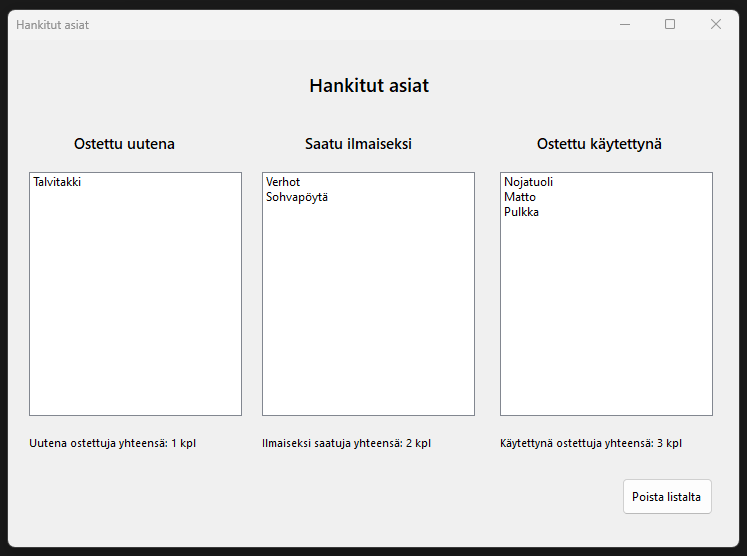 Hankitut asiat
Hankitut asiat
Ostettu uutena
Saatu ilmaiseksi
Ostettu käytettynä
Talvitakki
Verhot
Sohvapöytä
Nojatuoli
Matto
Pulkka
Uutena ostettuja yhteensä: 1 kpl
Ilmaiseksi saatuja yhteensä: 2 kpl
Käytettynä ostettuja yhteensä: 3 kpl
Poista listalta